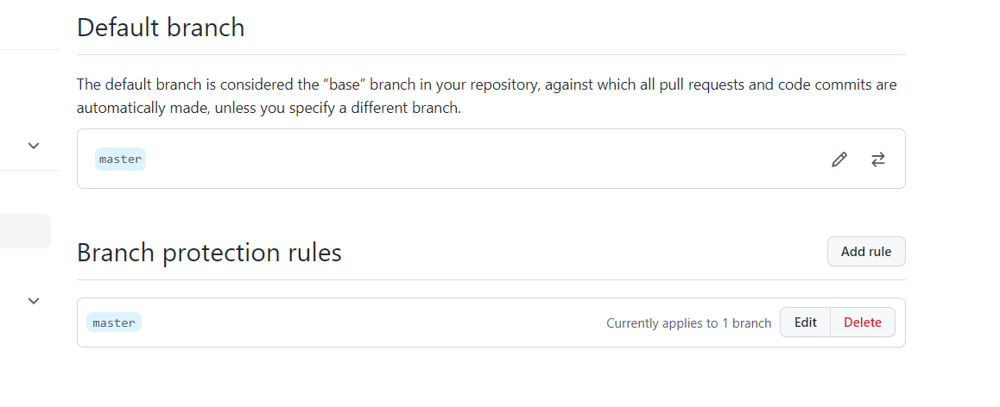 Default branch
The default branch is considered the “base” branch in your repository, against which all pull requests and code commits are
automatically made, unless you specify a different branch.
master
Branch protection rules
Add rule
master
Currently applies to 1 branch
Edit
Delete